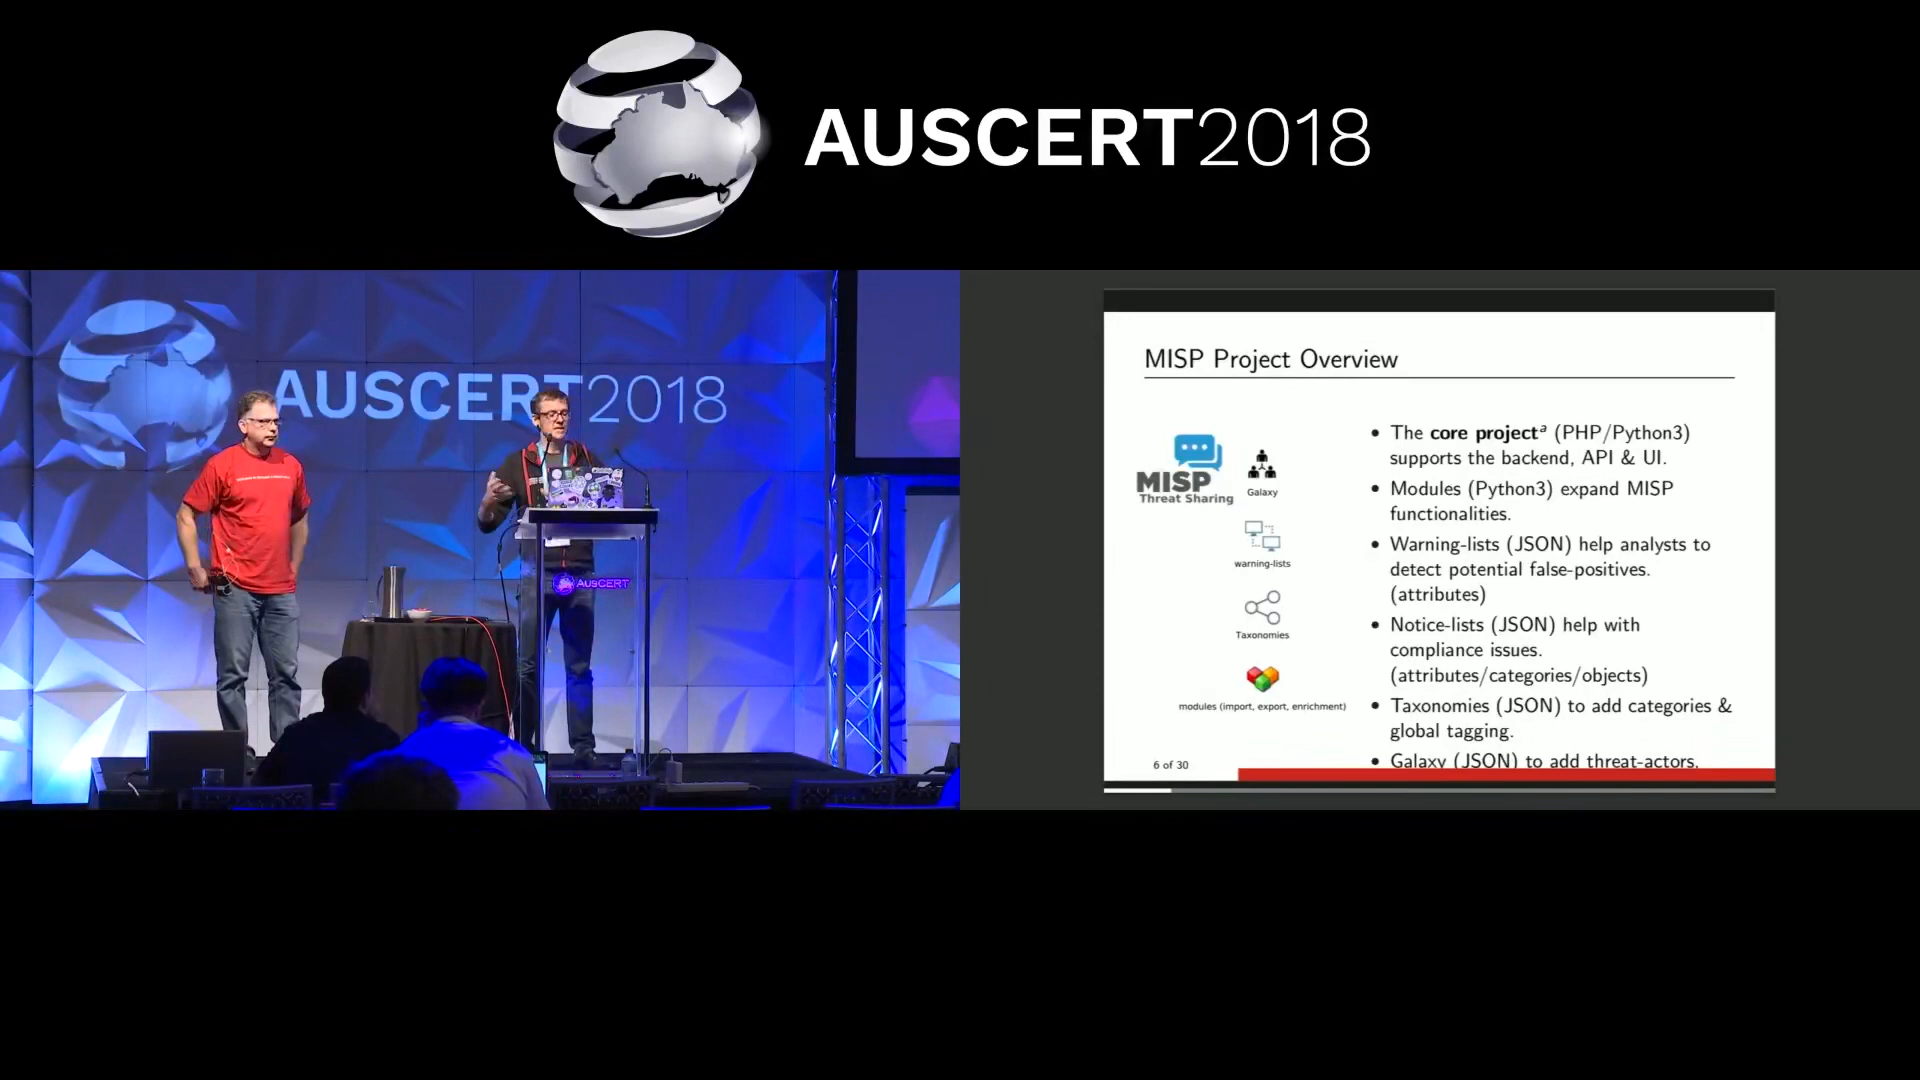 AUSCERT2018
AUSCERT2018
AUSCERT
MISP Project Overview
MISP
Threat Sharing
Galaxy
warning-lists
Taxonomies
modules (import, export, enrichment)
• The core projectᵃ (PHP/Python3)
supports the backend, API & UI.
• Modules (Python3) expand MISP
functionalities.
• Warning-lists (JSON) help analysts to
detect potential false-positives.
(attributes)
• Notice-lists (JSON) help with
compliance issues.
(attributes/categories/objects)
• Taxonomies (JSON) to add categories &
global tagging.
• Galaxy (JSON) to add threat-actors,
6 of 30